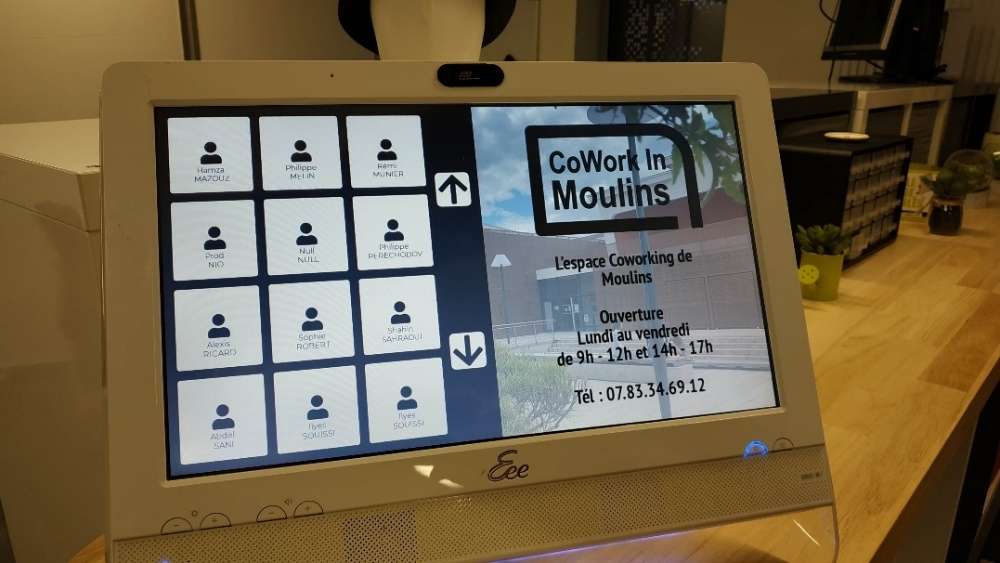 Hamza
MAZOUZ
Philippe
MELIN
Rémi
MUNIER
Prod
NIO
Null
NULL
Philippe
PERECHODOV
Alexis
RICARD
Sophie
ROBERT
Shahin
SAHRAOUI
Abdel
SANI
Ilyes
SOUISSI
Ilyes
SOUISSI
CoWork In
Moulins
L'espace Coworking de
Moulins
Ouverture
Lundi au vendredi
de 9h - 12h et 14h - 17h
Tél : 07.83.34.69.12
Eee